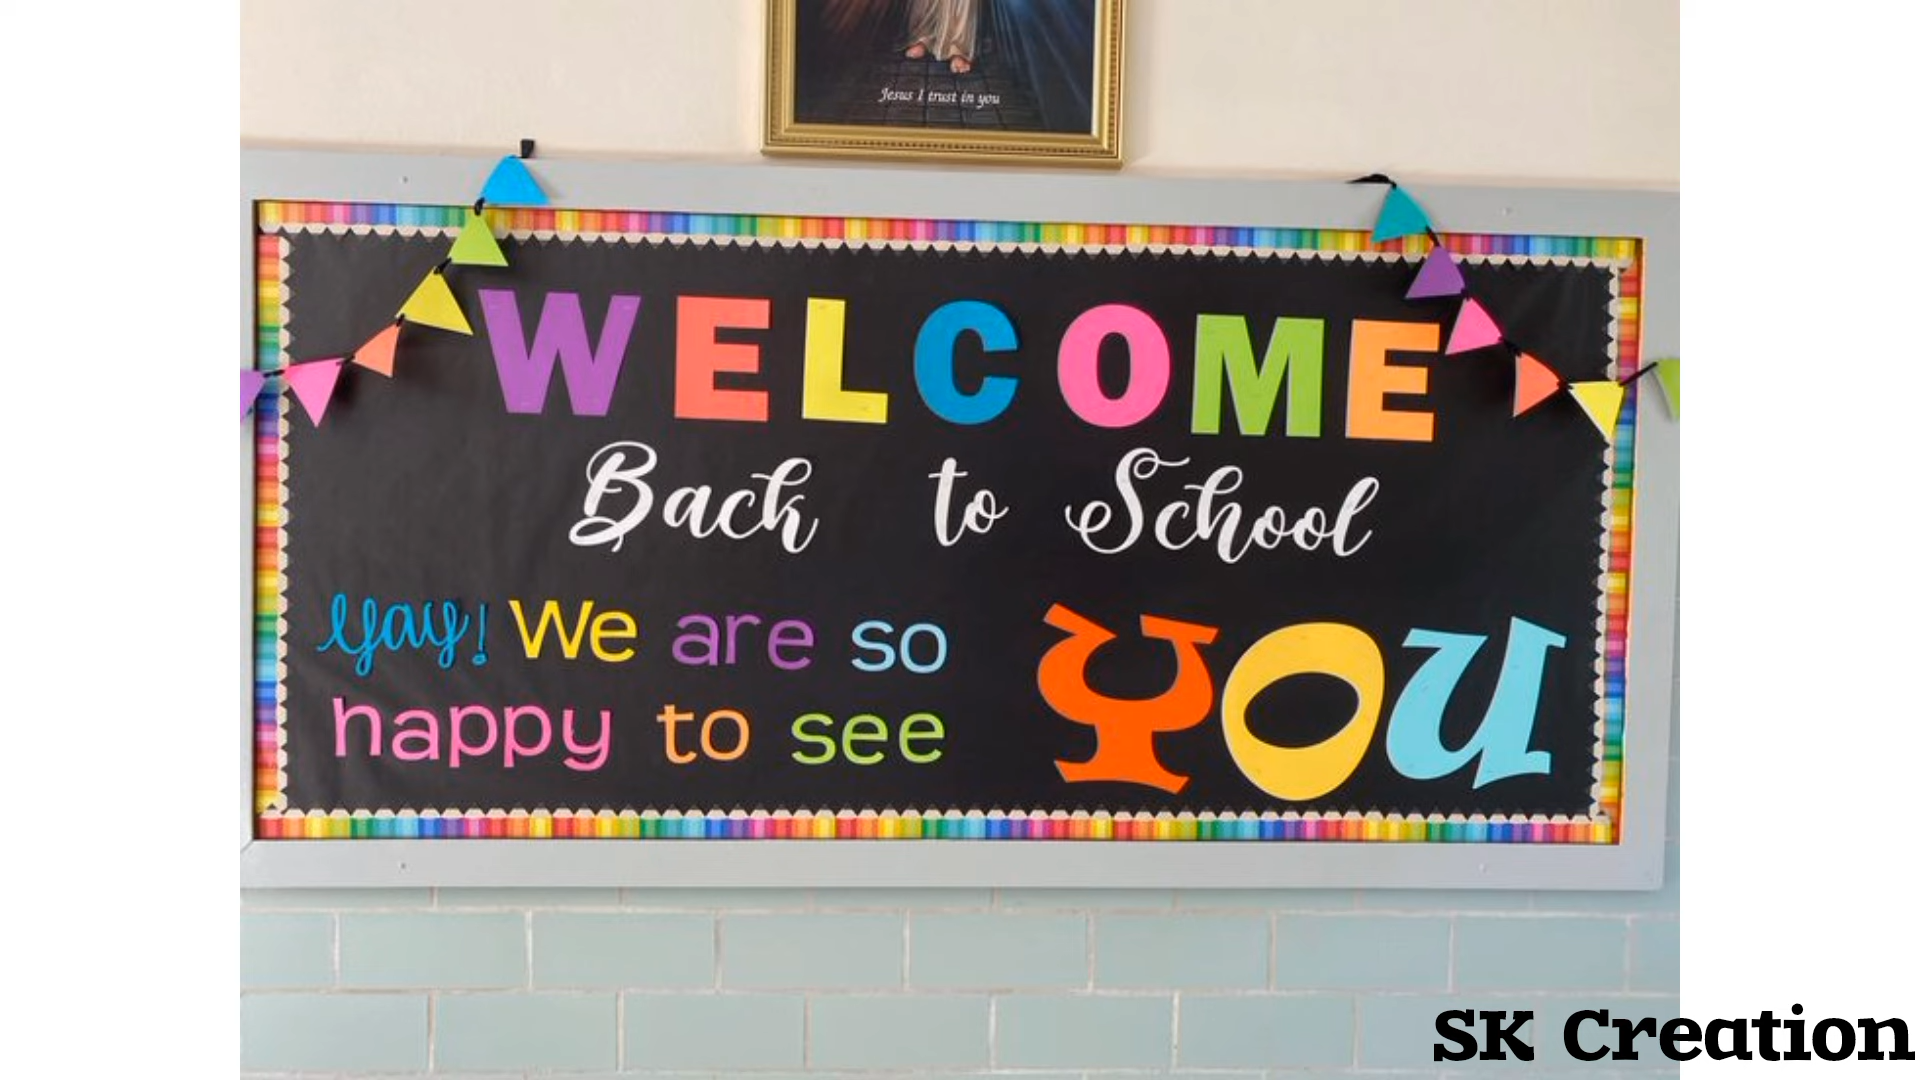 Jesus I trust in you
WELCOME
Back to School
yay! We are so
happy to see
YOU
SK Creation